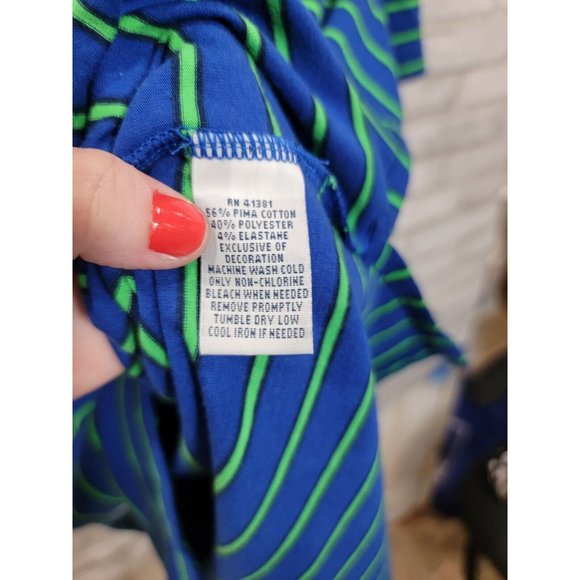 RN 41381
56% PIMA COTTON
40% POLYESTER
4% ELASTANE
EXCLUSIVE OF
DECORATION
MACHINE WASH COLD
ONLY NON-CHLORINE
BLEACH WHEN NEEDED
REMOVE PROMPTLY
TUMBLE DRY LOW
COOL IRON IF NEEDED